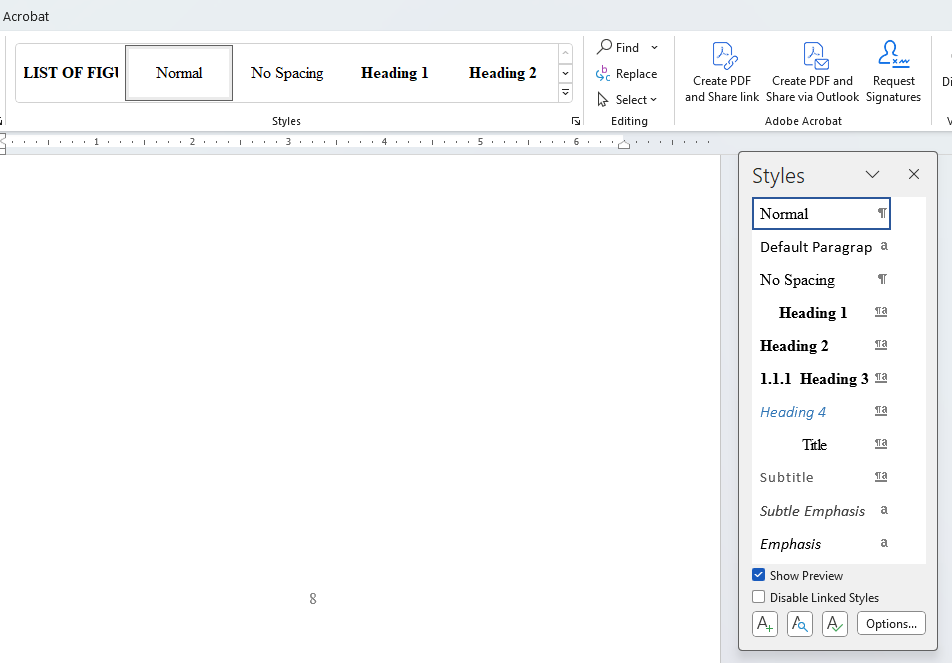 Acrobat
LIST OF FIGU
Normal
No Spacing
Heading 1
Heading 2
Find
Replace
Select
Create PDF
and Share link
Create PDF and
Share via Outlook
Request
Signatures
Di
Styles
Editing
Adobe Acrobat
V
1 2 3 4 5 6
Styles
Normal ¶
Default Paragrap a
No Spacing ¶
Heading 1 ¶a
Heading 2 ¶a
1.1.1 Heading 3 ¶a
Heading 4 ¶a
Title ¶a
Subtitle ¶a
Subtle Emphasis a
Emphasis a
Show Preview
Disable Linked Styles
Options...
8